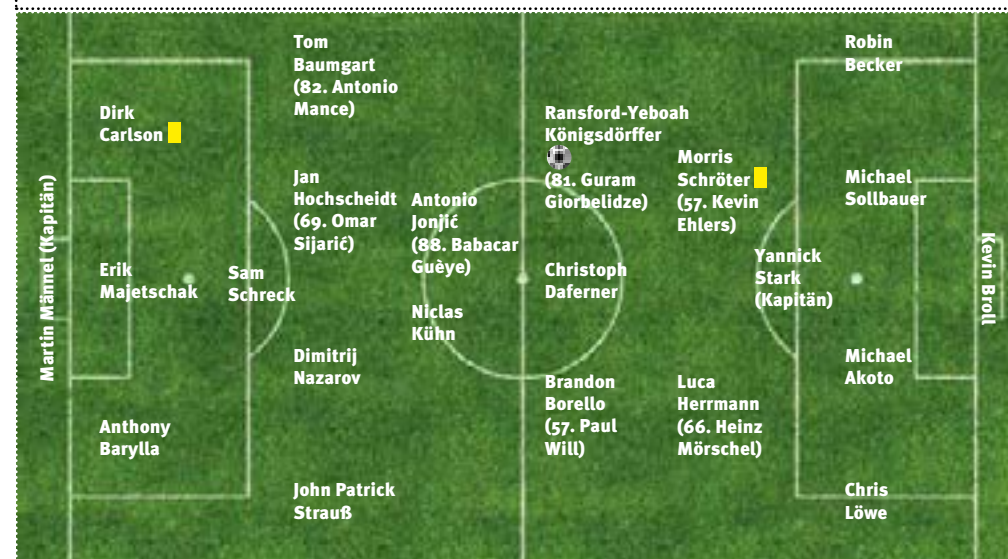 Martin Männel (Kapitän)
Dirk
Carlson
Erik
Majetschak
Anthony
Barylla
Sam
Schreck
Tom
Baumgart
(82. Antonio
Mance)
Jan
Hochscheidt
(69. Omar
Sijarić)
Dimitrij
Nazarov
John Patrick
Strauß
Antonio
Jonjić
(88. Babacar
Guèye)
Niclas
Kühn
Ransford-Yeboah
Königsdörffer
(81. Guram
Giorbelidze)
Christoph
Daferner
Brandon
Borello
(57. Paul
Will)
Morris
Schröter
(57. Kevin
Ehlers)
Luca
Herrmann
(66. Heinz
Mörschel)
Yannick
Stark
(Kapitän)
Robin
Becker
Michael
Sollbauer
Michael
Akoto
Chris
Löwe
Kevin Broll